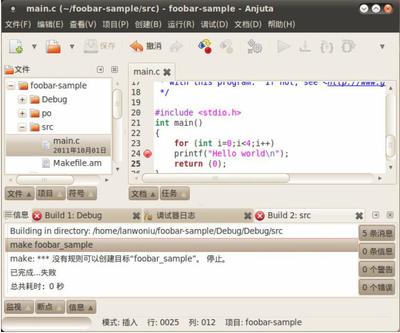 main.c (~/foobar-sample/src) - foobar-sample - Anjuta
文件(F) 编辑(E) 查看(V) 项目(P) 创建(B) 运行(R) 调试(D) 文档(D) 帮助(H)
保存 撤消
文件
foobar-sample
Debug
po
src
main.c
2011年10月01日
Makefile.am
文件 项目 符号
main.c
17 * with this program. If not, see <http://www.g
18 */
19
20 #include <stdio.h>
21 int main()
22 {
23 for (int i=0;i<4;i++)
24 printf("Hello world\n");
25 return (0);
26 }
文档 任务
信息 Build 1: Debug 调试器日志 Build 2: src
Building in directory: /home/lanwoniu/foobar-sample/Debug/Debug/src
make foobar_sample
make: *** 没有规则可以创建目标“foobar_sample”。 停止。
已完成...失败
总共耗时: 0 秒
5 条消息
0 条信息
0 个警告
0 个错误
监视 断点 信息
模式: 插入 行: 0025 列: 012 项目: foobar-sample